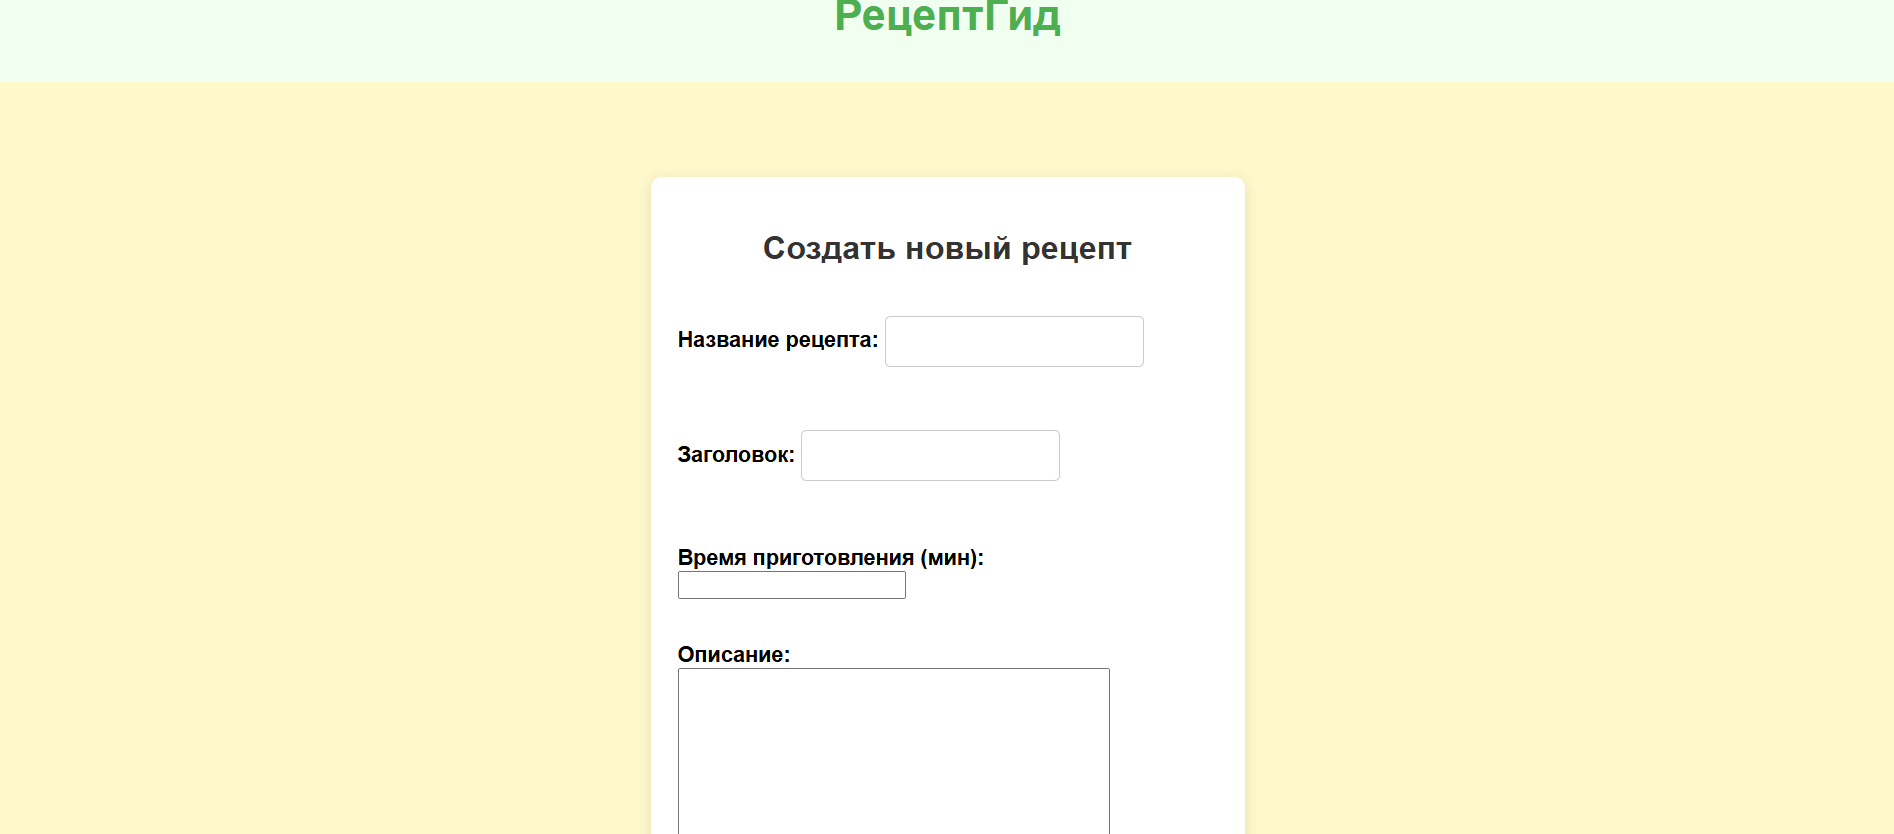 РецептГид
Создать новый рецепт
Название рецепта:
Заголовок:
Время приготовления (мин):
Описание: